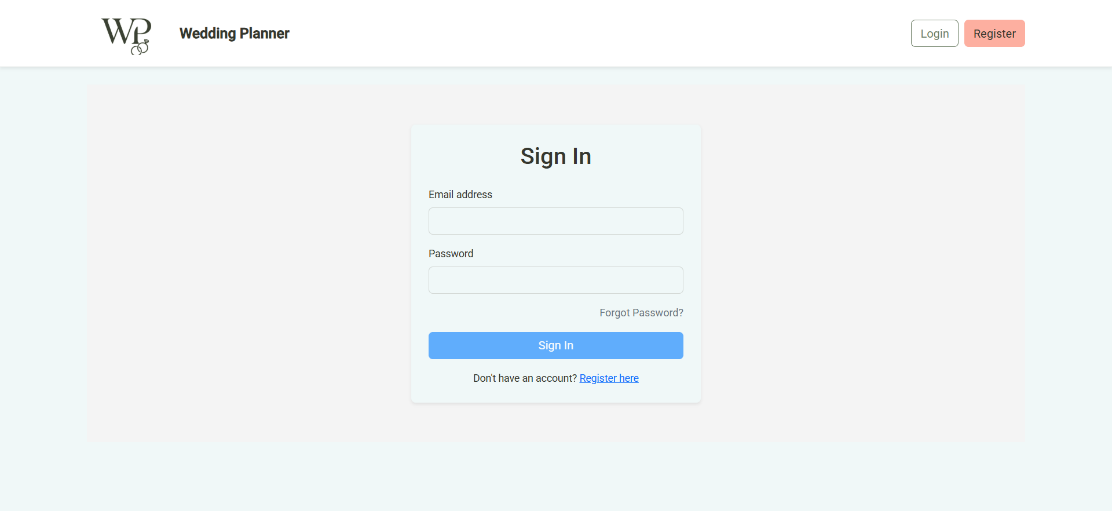 WP
Wedding Planner
Login
Register
Sign In
Email address
Password
Forgot Password?
Sign In
Don't have an account? Register here